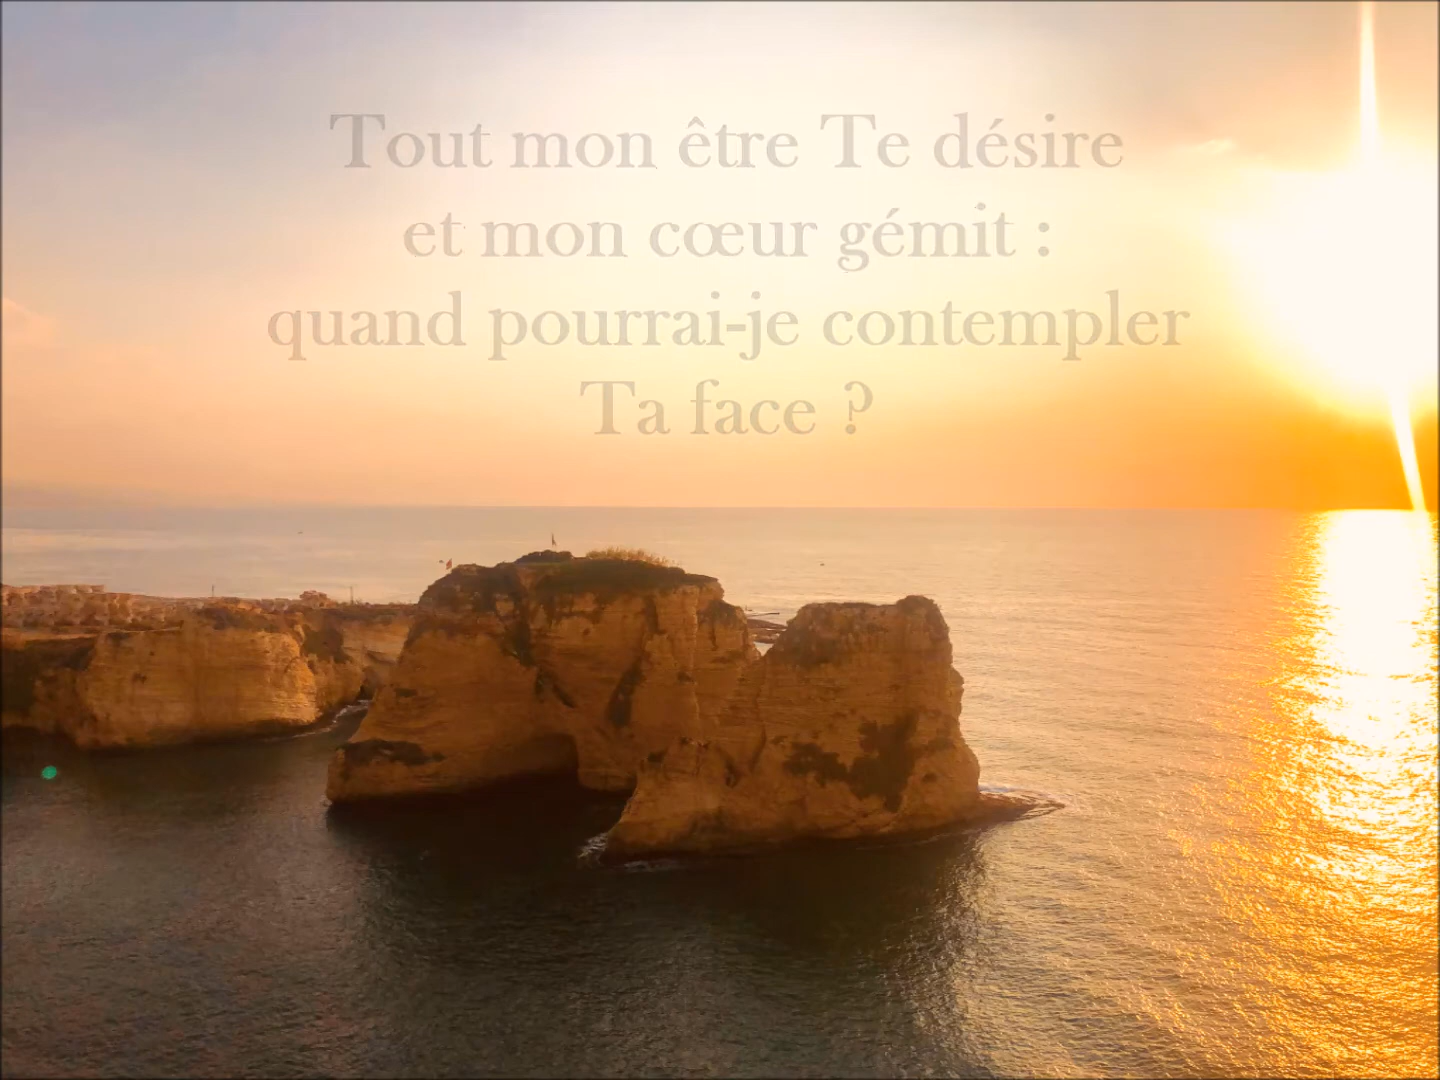 Tout mon être Te désire
et mon cœur gémit :
quand pourrai-je contempler
Ta face ?